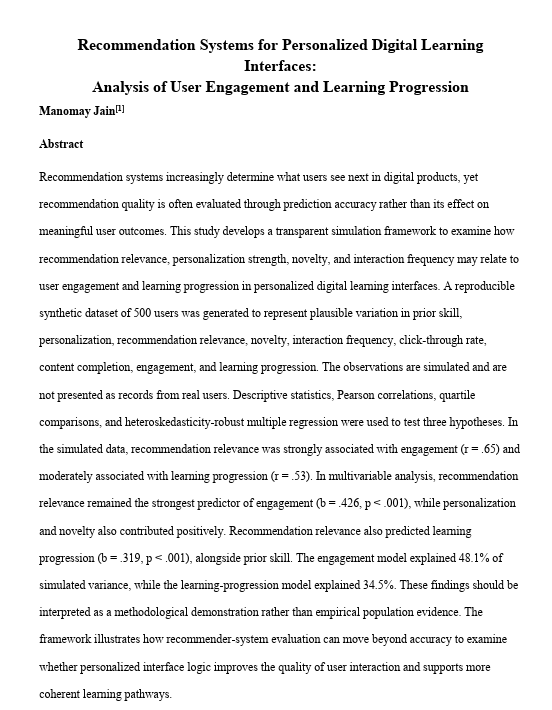 Recommendation Systems for Personalized Digital Learning
Interfaces:
Analysis of User Engagement and Learning Progression
Manomay Jain[1]
Abstract
Recommendation systems increasingly determine what users see next in digital products, yet
recommendation quality is often evaluated through prediction accuracy rather than its effect on
meaningful user outcomes. This study develops a transparent simulation framework to examine how
recommendation relevance, personalization strength, novelty, and interaction frequency may relate to
user engagement and learning progression in personalized digital learning interfaces. A reproducible
synthetic dataset of 500 users was generated to represent plausible variation in prior skill,
personalization, recommendation relevance, novelty, interaction frequency, click-through rate,
content completion, engagement, and learning progression. The observations are simulated and are
not presented as records from real users. Descriptive statistics, Pearson correlations, quartile
comparisons, and heteroskedasticity-robust multiple regression were used to test three hypotheses. In
the simulated data, recommendation relevance was strongly associated with engagement (r = .65) and
moderately associated with learning progression (r = .53). In multivariable analysis, recommendation
relevance remained the strongest predictor of engagement (b = .426, p < .001), while personalization
and novelty also contributed positively. Recommendation relevance also predicted learning
progression (b = .319, p < .001), alongside prior skill. The engagement model explained 48.1% of
simulated variance, while the learning-progression model explained 34.5%. These findings should be
interpreted as a methodological demonstration rather than empirical population evidence. The
framework illustrates how recommender-system evaluation can move beyond accuracy to examine
whether personalized interface logic improves the quality of user interaction and supports more
coherent learning pathways.